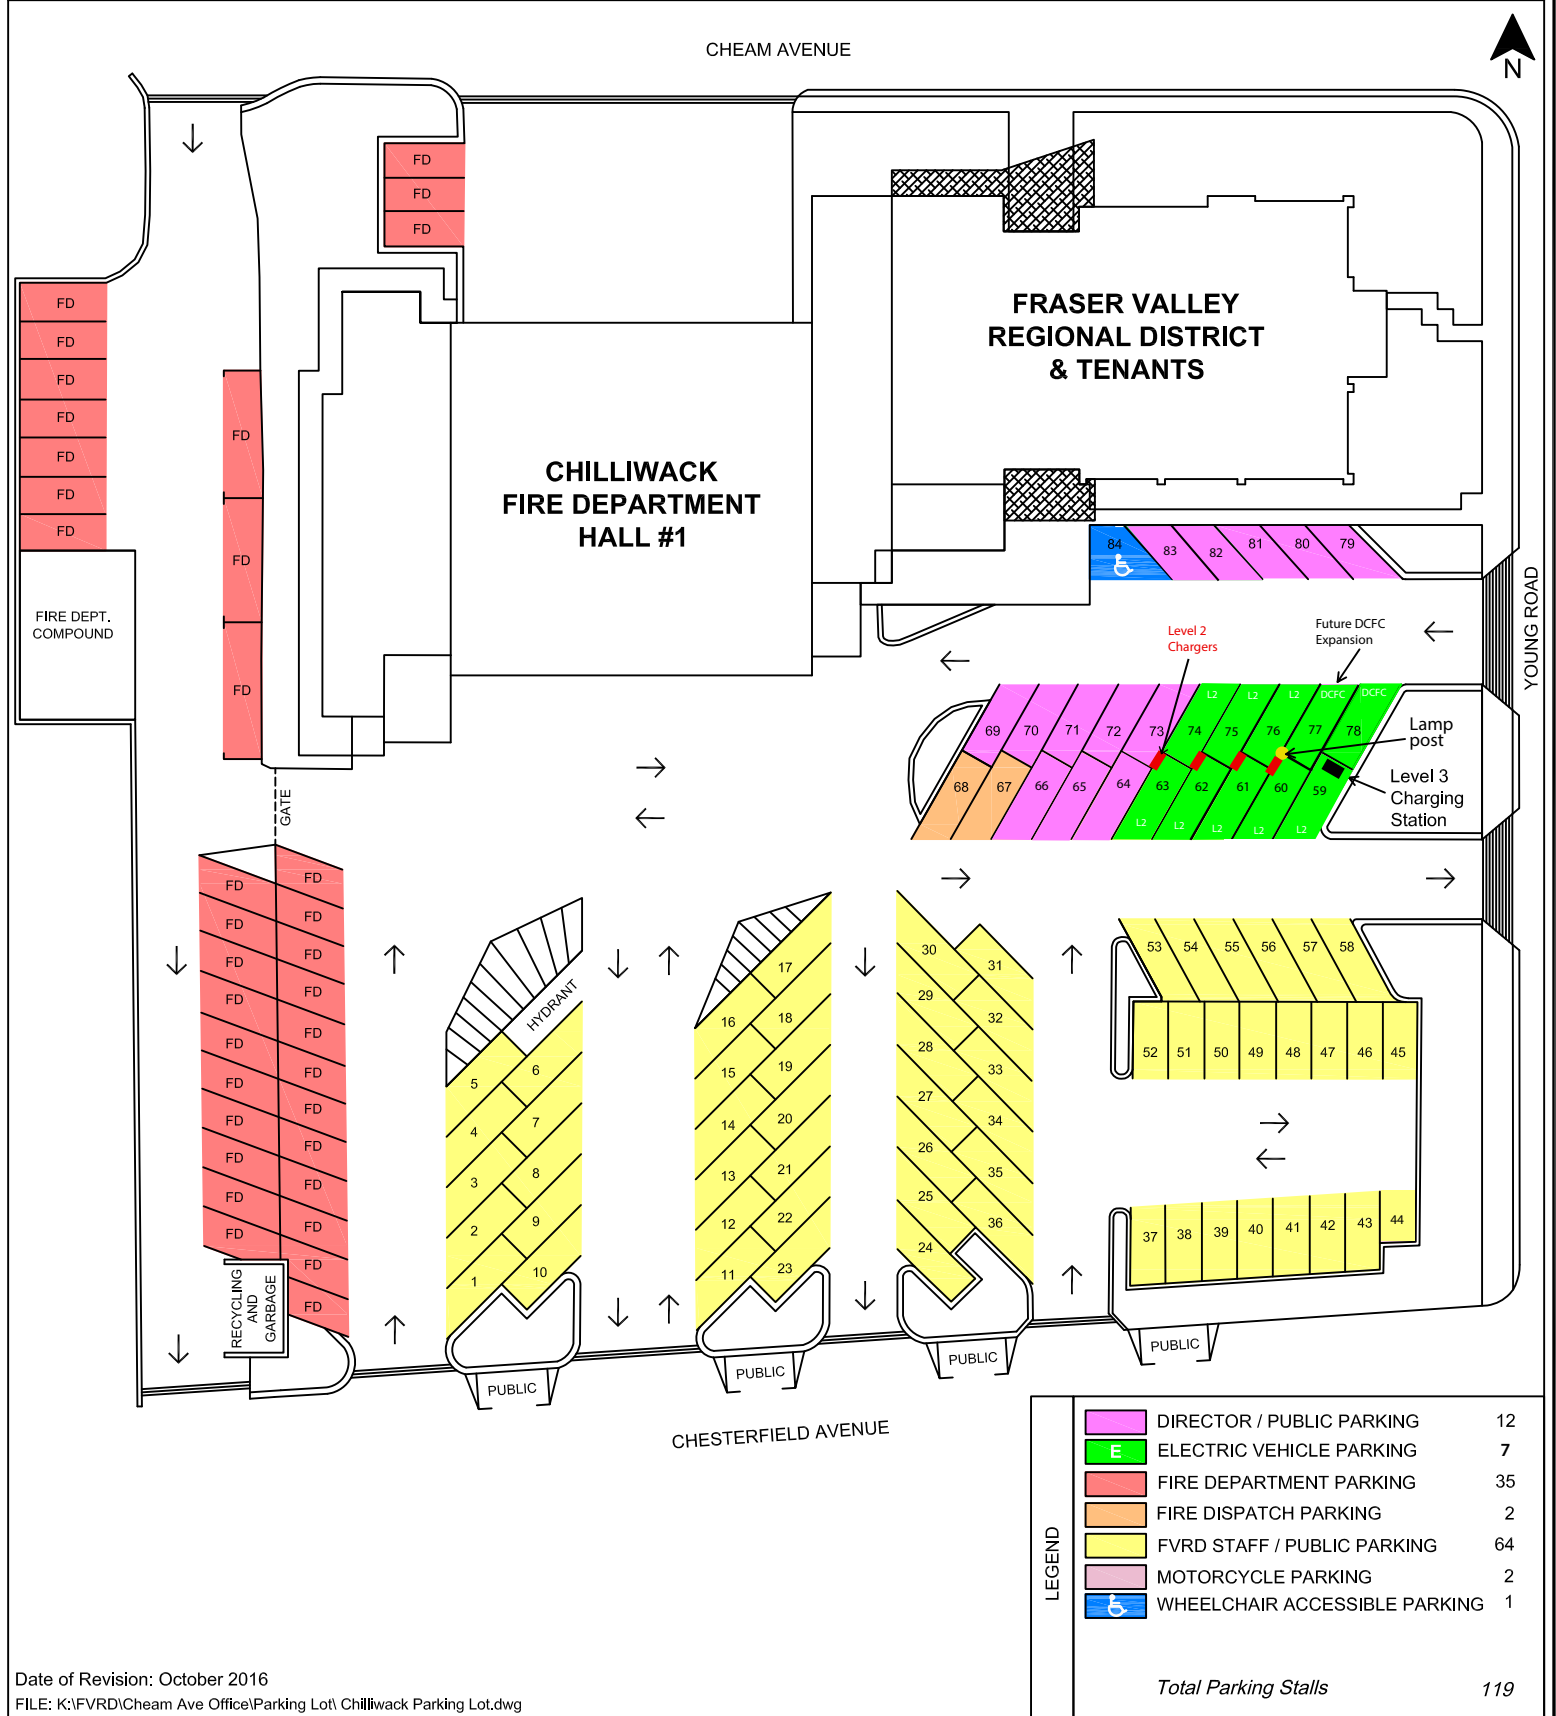 CHEAM AVENUE
N
FD
FD
FD
FD
FD
FD
FD
FD
FD
FD
FD
FD
FD
FRASER VALLEY
REGIONAL DISTRICT
& TENANTS
CHILLIWACK
FIRE DEPARTMENT
HALL #1
FIRE DEPT.
COMPOUND
84 83 82 81 80 79
YOUNG ROAD
Level 2
Chargers
Future DCFC
Expansion
L2 L2 L2 DCFC DCFC
69 70 71 72 73 74 75 76 77 78
Lamp
post
68 67 66 65 64 63 62 61 60 59
L2 L2 L2 L2 L2
Level 3
Charging
Station
GATE
FD FD
FD FD
FD FD
FD FD
FD FD
FD FD
FD FD
FD FD
FD FD
FD FD
FD
FD
HYDRANT
5 6
4 7
3 8
2 9
1 10
17
16 18
15 19
14 20
13 21
12 22
11 23
30 31
29 32
28 33
27 34
26 35
25 36
24
53 54 55 56 57 58
52 51 50 49 48 47 46 45
37 38 39 40 41 42 43 44
RECYCLING
AND
GARBAGE
PUBLIC
PUBLIC
PUBLIC
PUBLIC
CHESTERFIELD AVENUE
LEGEND
DIRECTOR / PUBLIC PARKING 12
E ELECTRIC VEHICLE PARKING 7
FIRE DEPARTMENT PARKING 35
FIRE DISPATCH PARKING 2
FVRD STAFF / PUBLIC PARKING 64
MOTORCYCLE PARKING 2
WHEELCHAIR ACCESSIBLE PARKING 1
Total Parking Stalls 119
Date of Revision: October 2016
FILE: K:\FVRD\Cheam Ave Office\Parking Lot\ Chilliwack Parking Lot.dwg